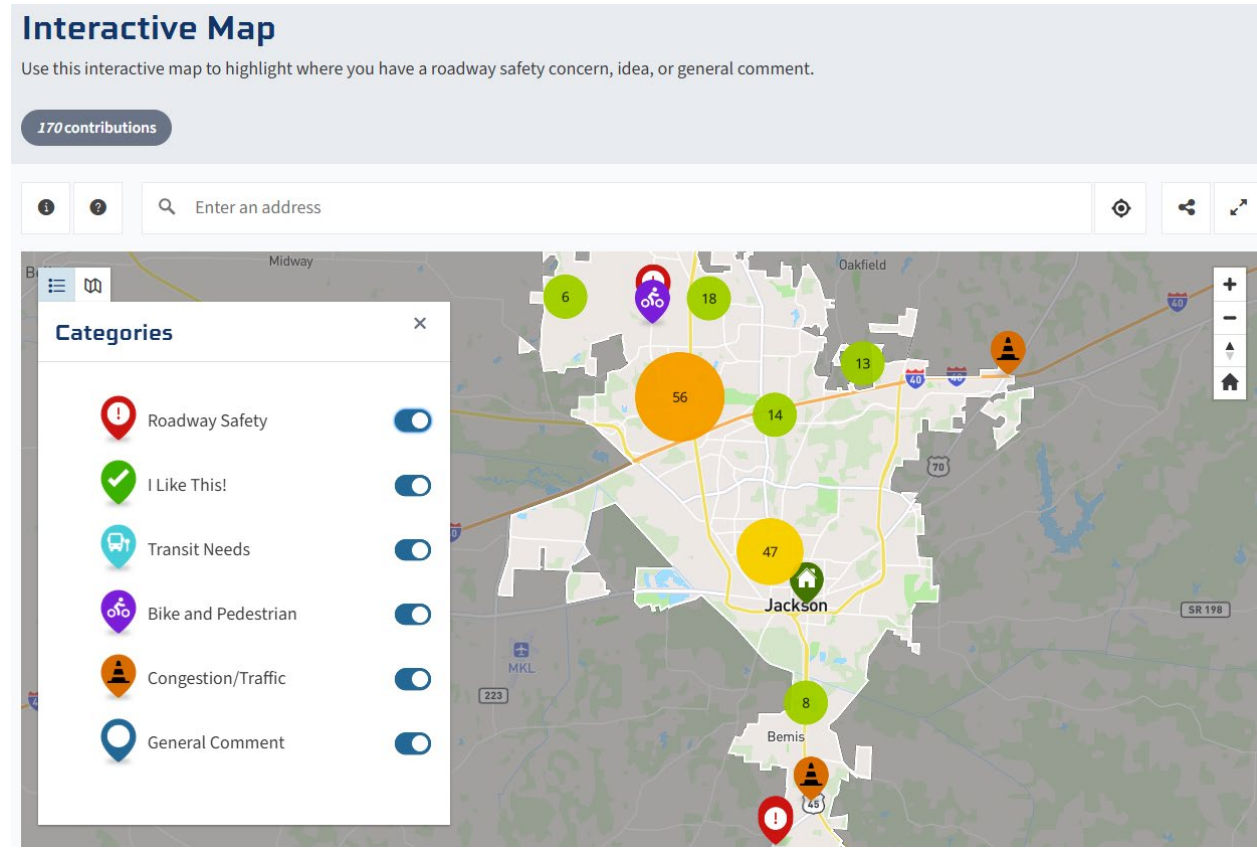 Interactive Map
Use this interactive map to highlight where you have a roadway safety concern, idea, or general comment.
170 contributions
Enter an address
Midway
Oakfield
Categories
Roadway Safety
I Like This!
Transit Needs
Bike and Pedestrian
Congestion/Traffic
General Comment
6
18
40
13
40
40
56
14
70
47
Jackson
SR 198
MKL
223
8
Bemis
45